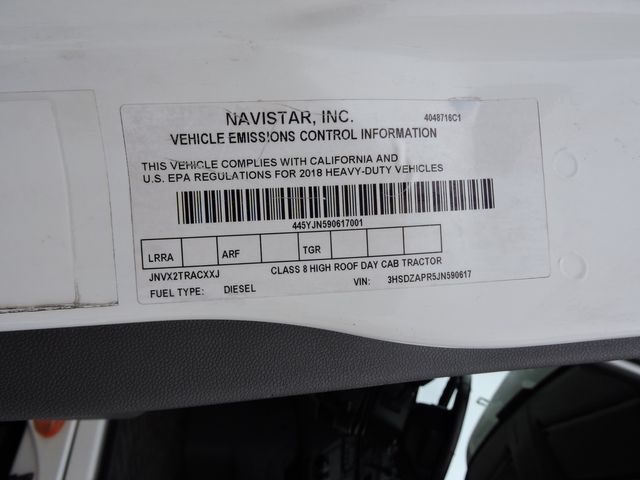 NAVISTAR, INC. 4048716C1
VEHICLE EMISSIONS CONTROL INFORMATION
THIS VEHICLE COMPLIES WITH CALIFORNIA AND
U.S. EPA REGULATIONS FOR 2018 HEAVY-DUTY VEHICLES
445YJN590617001
LRRA ARF TGR
JNVX2TRACXXJ CLASS 8 HIGH ROOF DAY CAB TRACTOR
FUEL TYPE: DIESEL VIN: 3HSDZAPR5JN590617